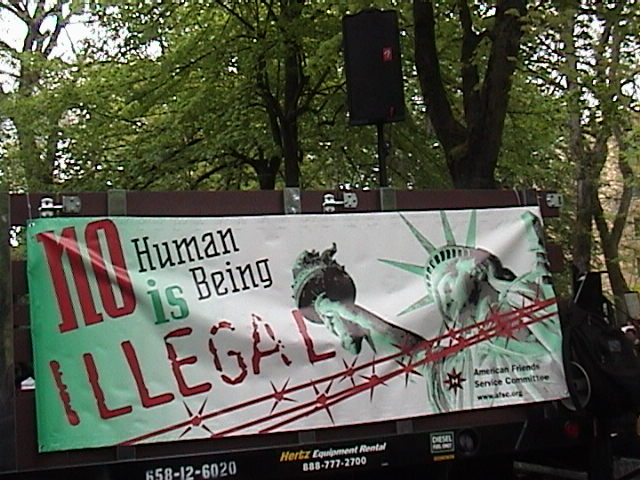 NO Human
is Being
ILLEGAL
American Friends
Service Committee
www.afsc.org
Hertz Equipment Rental
888-777-2700
658-12-6020
DIESEL